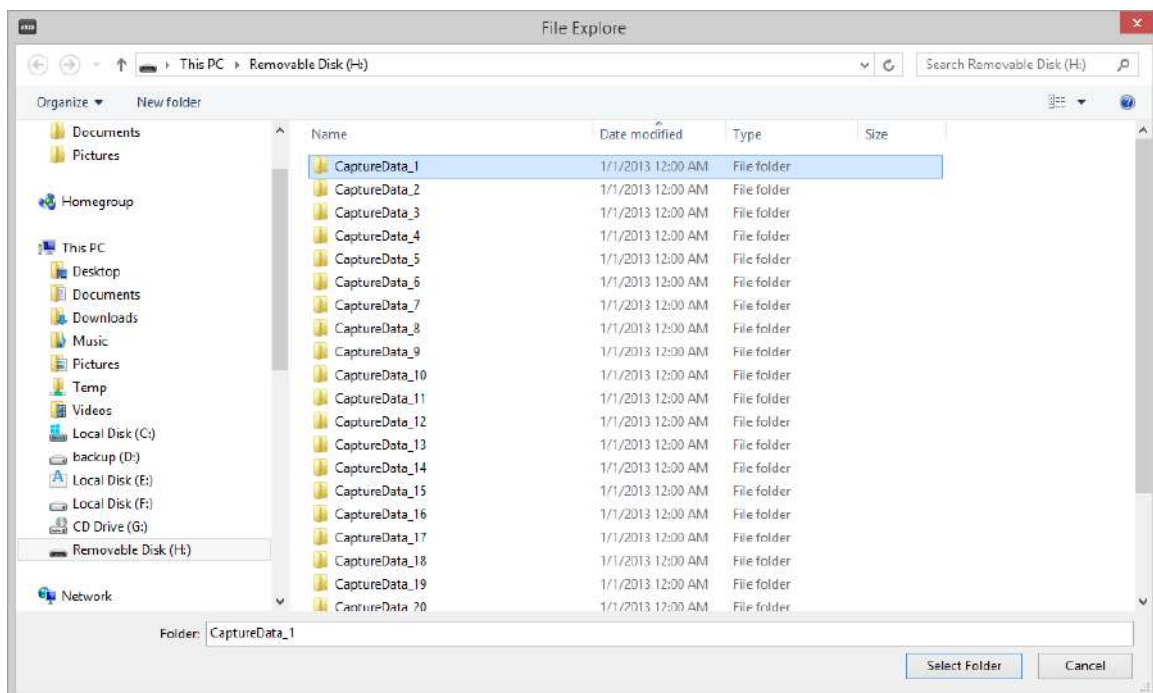 File Explore
This PC Removable Disk (H:)
Search Removable Disk (H:)
Organize New folder
Documents
Pictures
Homegroup
This PC
Desktop
Documents
Downloads
Music
Pictures
Temp
Videos
Local Disk (C:)
backup (D:)
Local Disk (E:)
Local Disk (F:)
CD Drive (G:)
Removable Disk (H:)
Network
Name Date modified Type Size
CaptureData_1 1/1/2013 12:00 AM File folder
CaptureData_2 1/1/2013 12:00 AM File folder
CaptureData_3 1/1/2013 12:00 AM File folder
CaptureData_4 1/1/2013 12:00 AM File folder
CaptureData_5 1/1/2013 12:00 AM File folder
CaptureData_6 1/1/2013 12:00 AM File folder
CaptureData_7 1/1/2013 12:00 AM File folder
CaptureData_8 1/1/2013 12:00 AM File folder
CaptureData_9 1/1/2013 12:00 AM File folder
CaptureData_10 1/1/2013 12:00 AM File folder
CaptureData_11 1/1/2013 12:00 AM File folder
CaptureData_12 1/1/2013 12:00 AM File folder
CaptureData_13 1/1/2013 12:00 AM File folder
CaptureData_14 1/1/2013 12:00 AM File folder
CaptureData_15 1/1/2013 12:00 AM File folder
CaptureData_16 1/1/2013 12:00 AM File folder
CaptureData_17 1/1/2013 12:00 AM File folder
CaptureData_18 1/1/2013 12:00 AM File folder
CaptureData_19 1/1/2013 12:00 AM File folder
CaptureData_20 1/1/2013 12:00 AM File folder
Folder: CaptureData_1
Select Folder Cancel